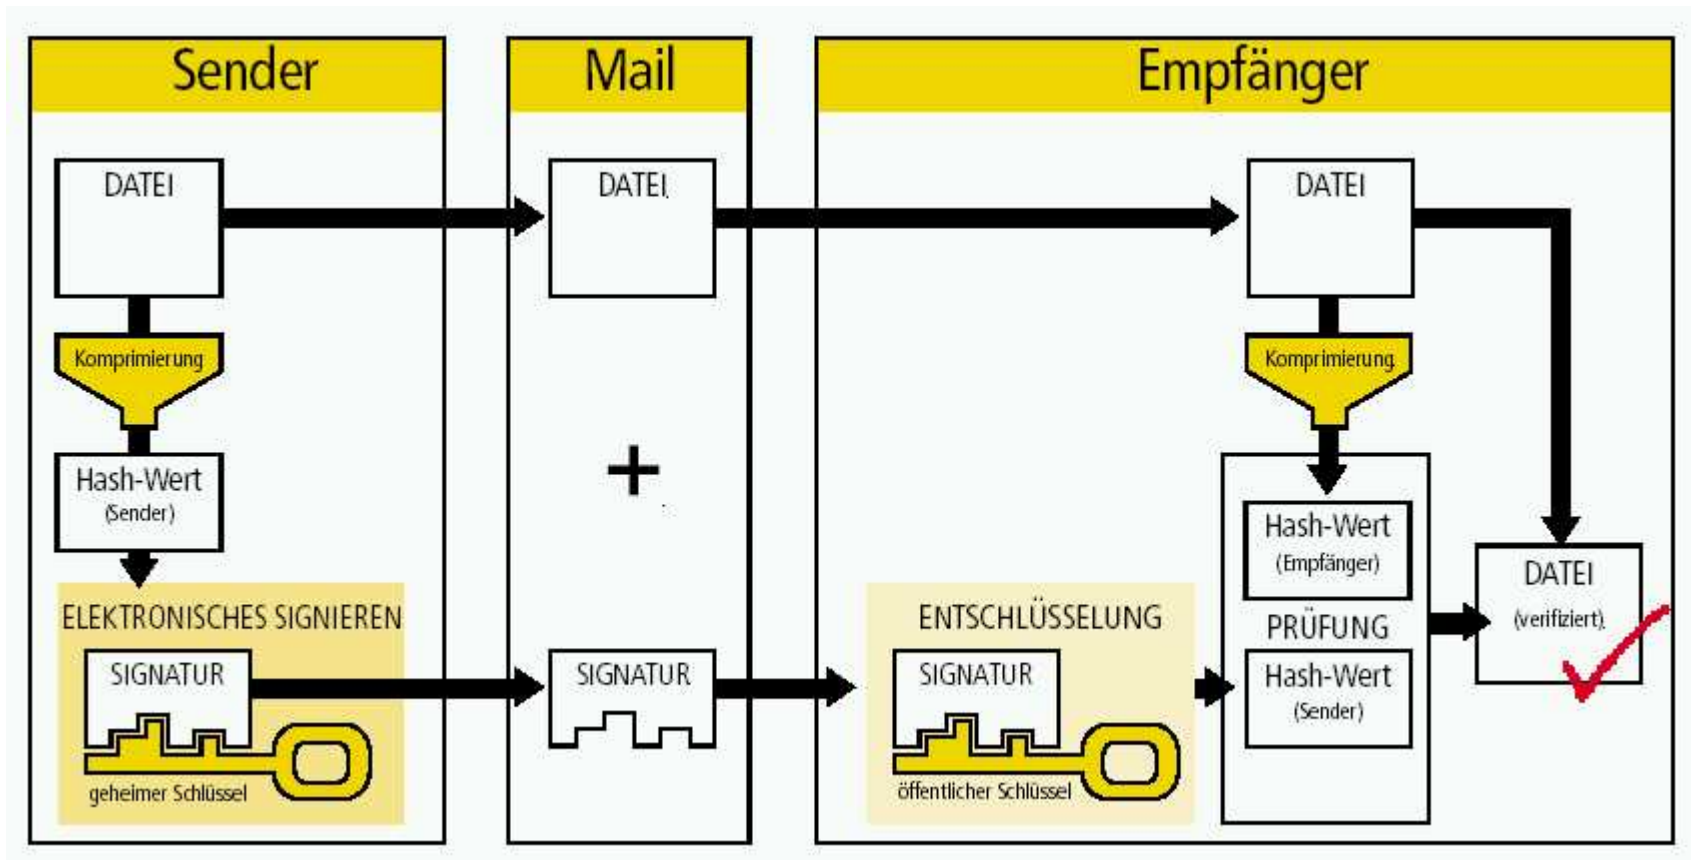 Sender
DATEI
Komprimierung
Hash-Wert
(Sender)
ELEKTRONISCHES SIGNIEREN
SIGNATUR
geheimer Schlüssel
Mail
DATEI
+
SIGNATUR
Empfänger
DATEI
Komprimierung
ENTSCHLÜSSELUNG
SIGNATUR
öffentlicher Schlüssel
Hash-Wert
(Empfänger)
PRÜFUNG
Hash-Wert
(Sender)
DATEI
(verifiziert)